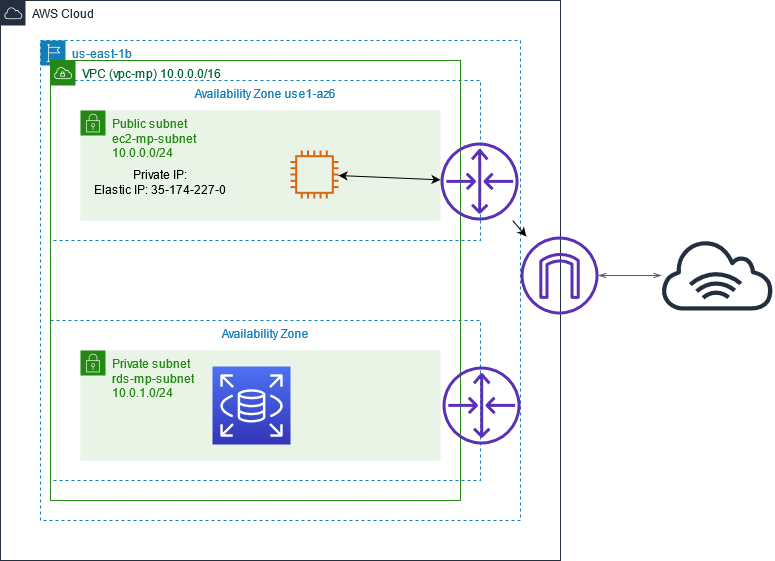 AWS Cloud
us-east-1b
VPC (vpc-mp) 10.0.0.0/16
Availability Zone use1-az6
Public subnet
ec2-mp-subnet
10.0.0.0/24
Private IP:
Elastic IP: 35-174-227-0
Availability Zone
Private subnet
rds-mp-subnet
10.0.1.0/24